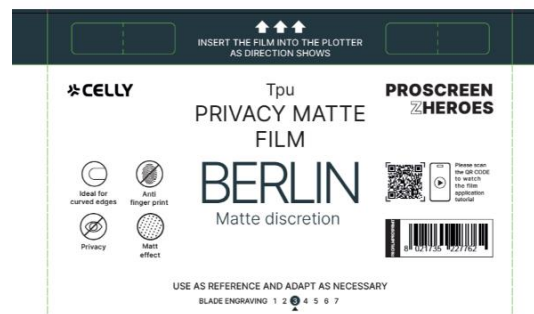 INSERT THE FILM INTO THE PLOTTER
AS DIRECTION SHOWS
CELLY
Tpu
PRIVACY MATTE
FILM
PROSCREEN
ZHEROES
BERLIN
Matte discretion
Ideal for
curved edges
Anti
finger print
Privacy
Matt
effect
Please scan
the QR CODE
to watch
the film
application
tutorial
8 021735 227762
USE AS REFERENCE AND ADAPT AS NECESSARY
BLADE ENGRAVING 1 2 3 4 5 6 7